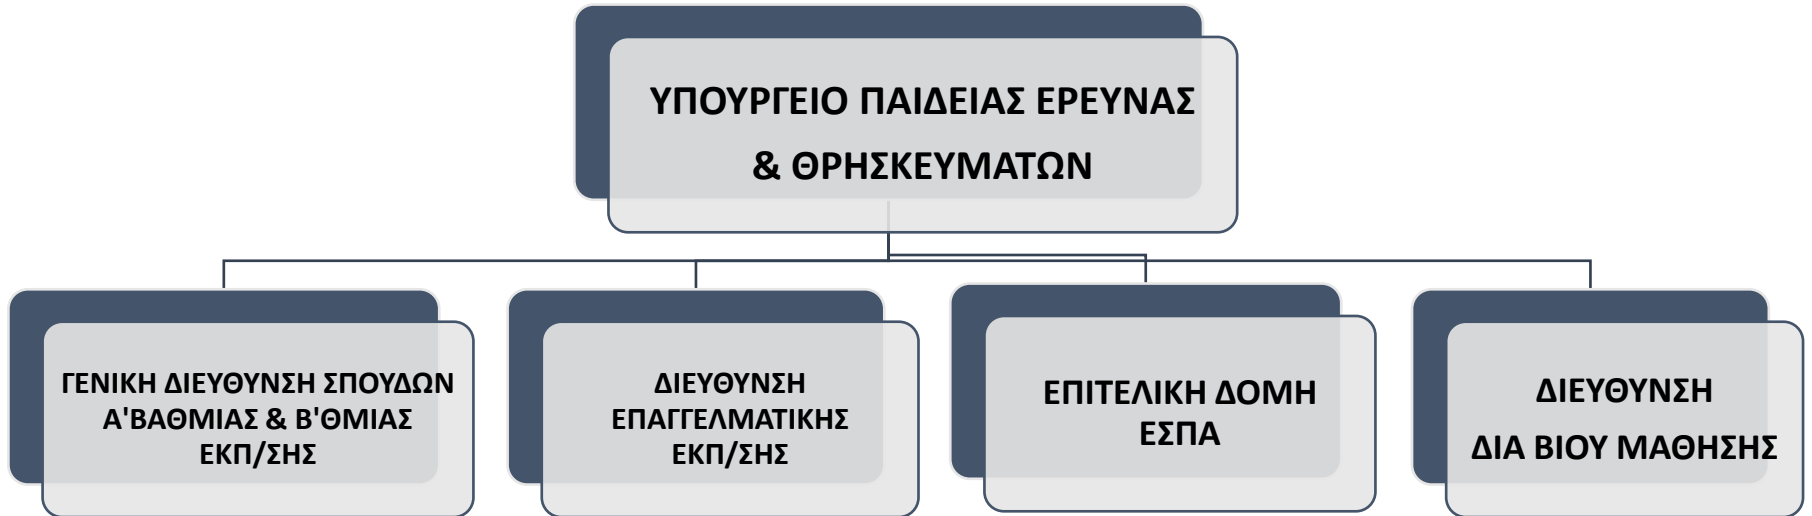 ΥΠΟΥΡΓΕΙΟ ΠΑΙΔΕΙΑΣ ΕΡΕΥΝΑΣ
& ΘΡΗΣΚΕΥΜΑΤΩΝ
ΓΕΝΙΚΗ ΔΙΕΥΘΥΝΣΗ ΣΠΟΥΔΩΝ
Α'ΒΑΘΜΙΑΣ & Β'ΘΜΙΑΣ
ΕΚΠ/ΣΗΣ
ΔΙΕΥΘΥΝΣΗ
ΕΠΑΓΓΕΛΜΑΤΙΚΗΣ
ΕΚΠ/ΣΗΣ
ΕΠΙΤΕΛΙΚΗ ΔΟΜΗ
ΕΣΠΑ
ΔΙΕΥΘΥΝΣΗ
ΔΙΑ ΒΙΟΥ ΜΑΘΗΣΗΣ